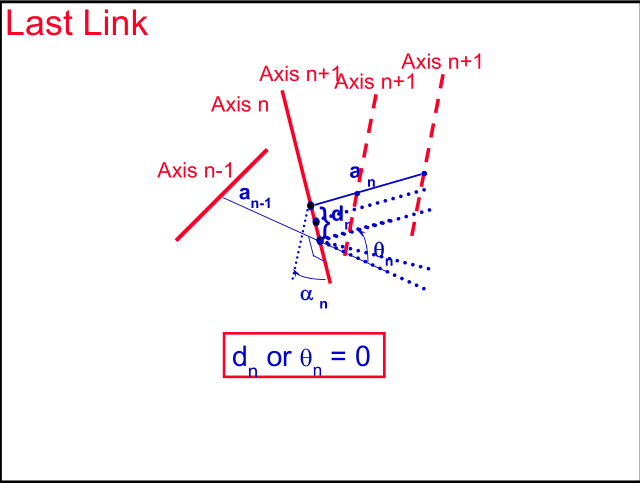 Last Link
Axis n+1
Axis n+1
Axis n+1
Axis n
Axis n-1
a n
a n-1
} d n
θ n
α n
d n or θ n = 0